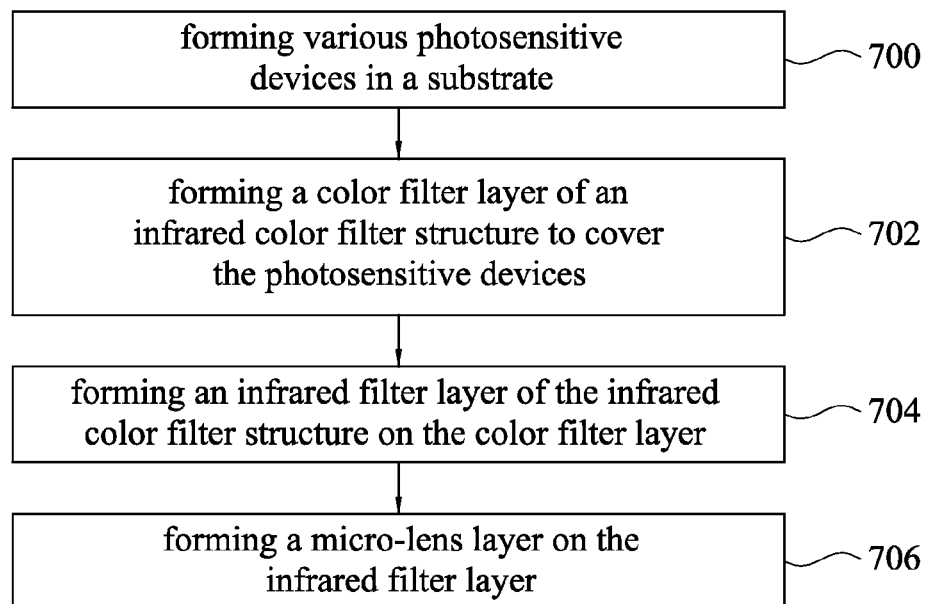 forming various photosensitive
devices in a substrate
700
forming a color filter layer of an
infrared color filter structure to cover
the photosensitive devices
702
forming an infrared filter layer of the infrared
color filter structure on the color filter layer
704
forming a micro-lens layer on the
infrared filter layer
706